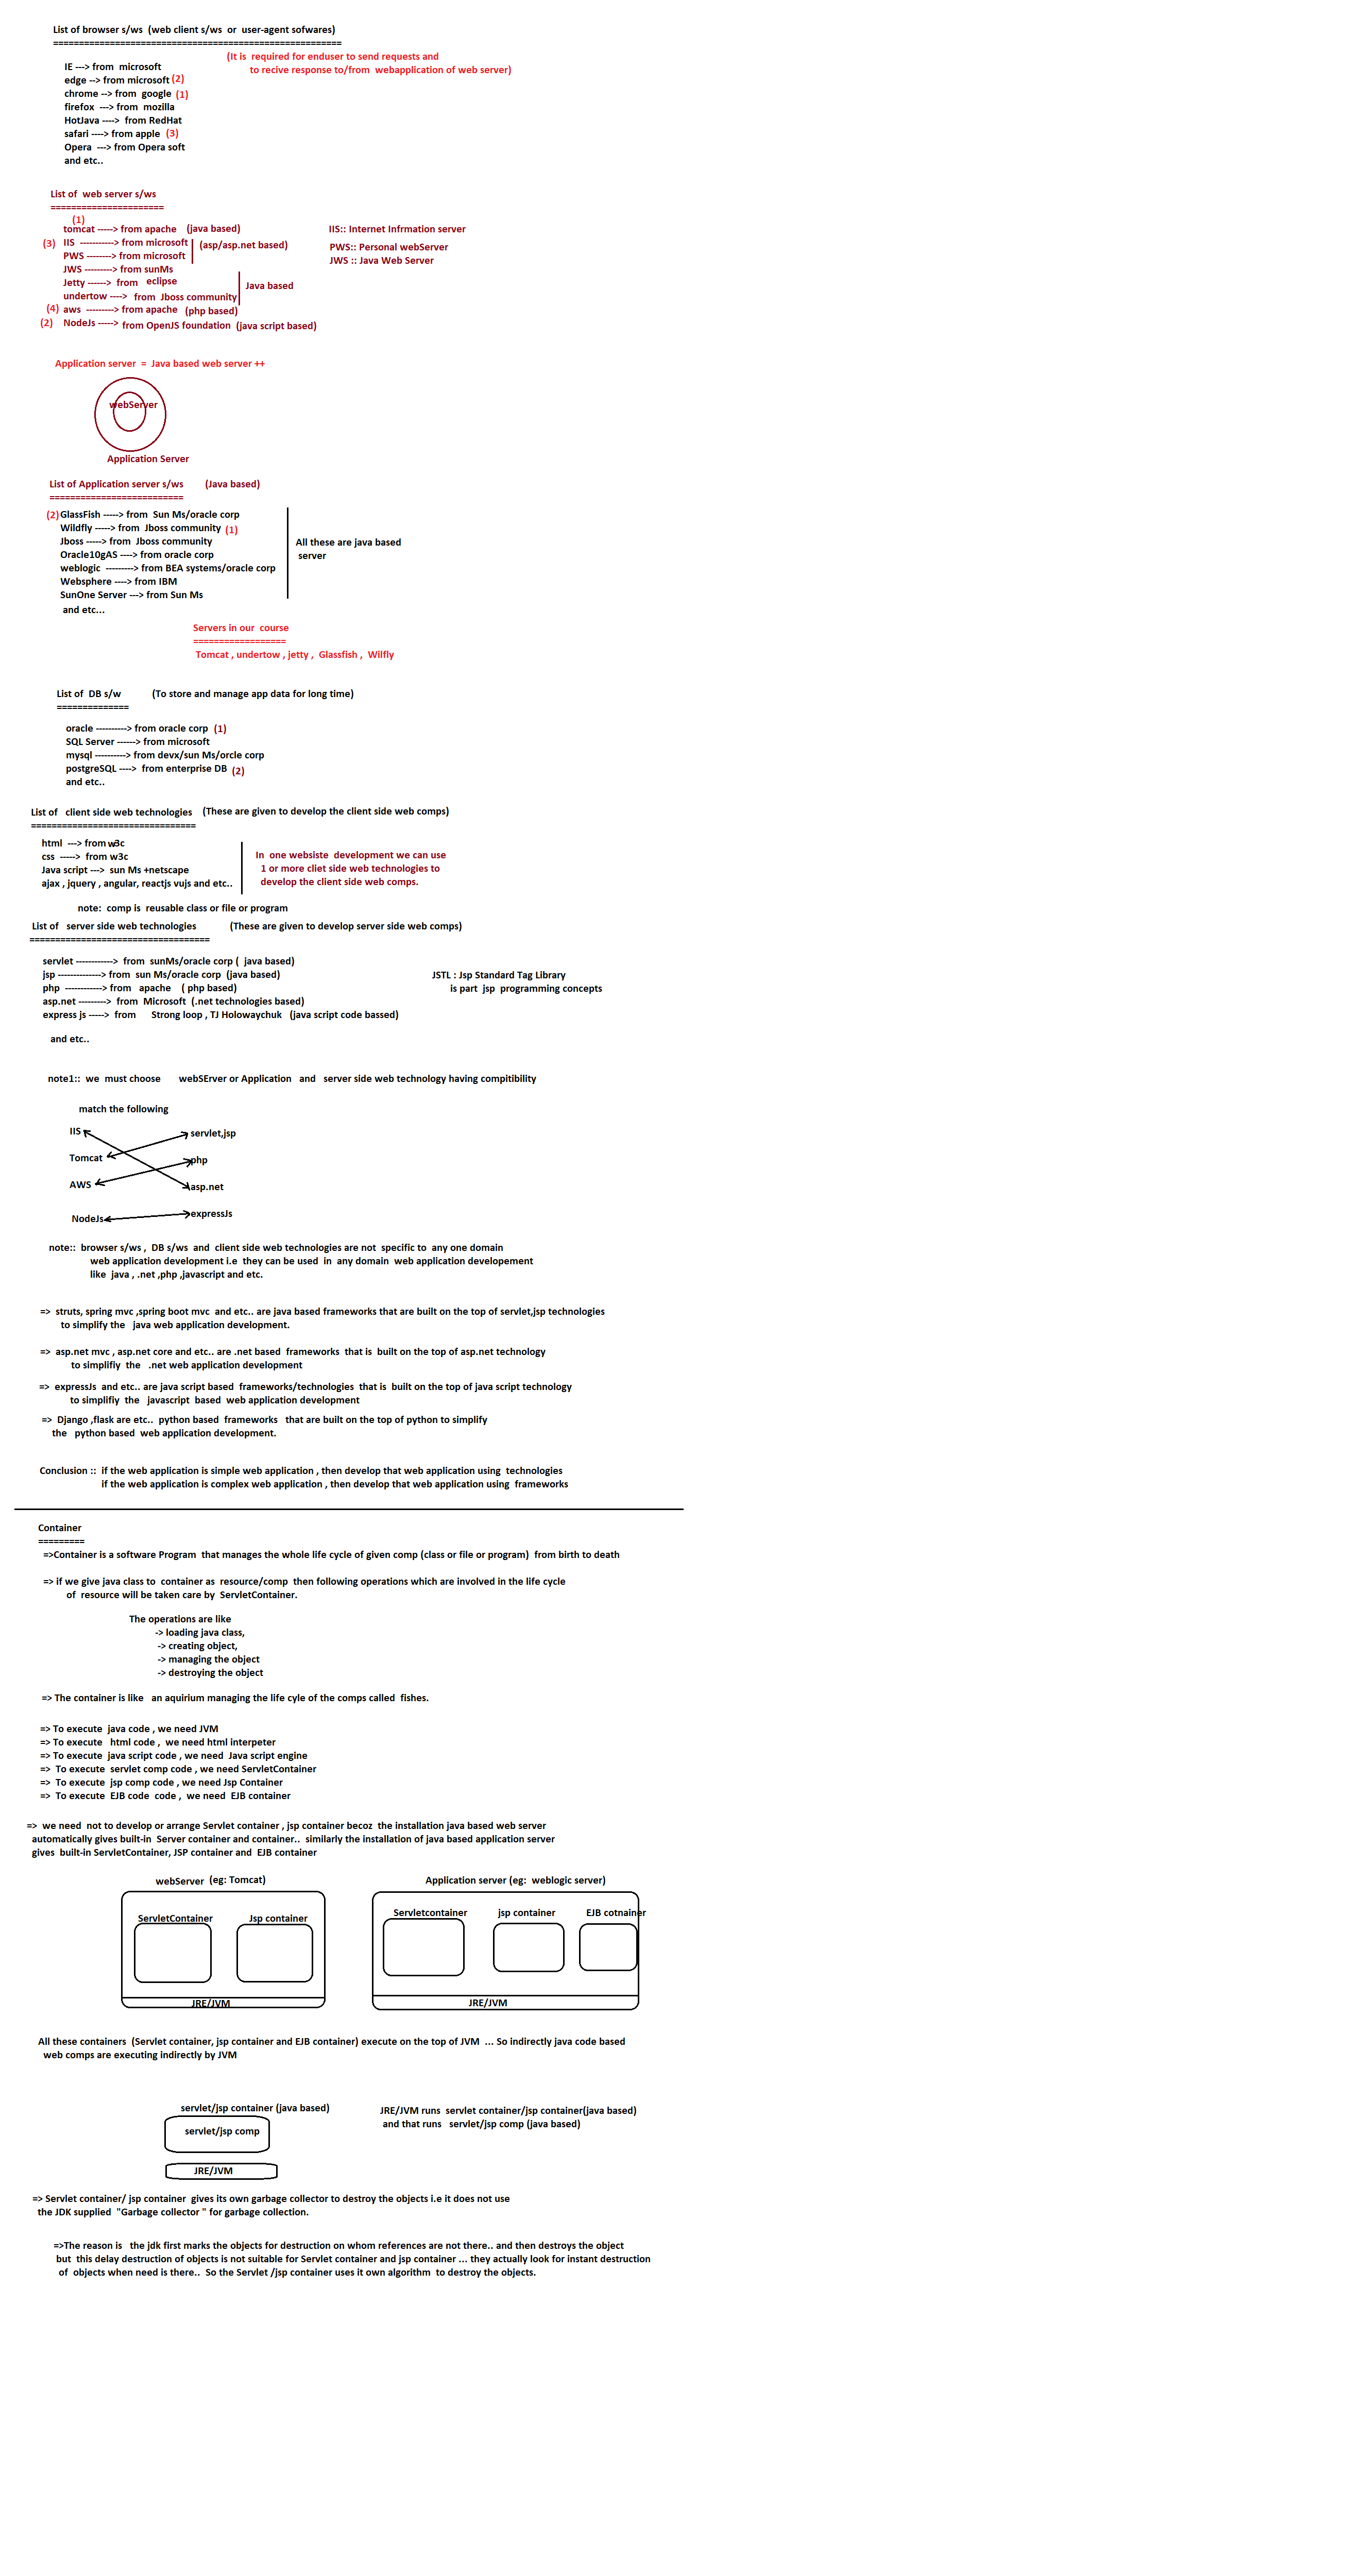 List of browser s/ws (web client s/ws or user-agent sofwares)
========================================================
(It is required for enduser to send requests and
to recive response to/from webapplication of web server)
IE ---> from microsoft
edge --> from microsoft (2)
chrome --> from google (1)
firefox ---> from mozilla
HotJava ----> from RedHat
safari ----> from apple (3)
Opera ---> from Opera soft
and etc..
List of web server s/ws
======================
(1)
tomcat -----> from apache (java based) IIS:: Internet Infrmation server
(3) IIS -----------> from microsoft (asp/asp.net based)
PWS:: Personal webServer
PWS --------> from microsoft
JWS :: Java Web Server
JWS ---------> from sunMs
Jetty ------> from eclipse
Java based
undertow ----> from Jboss community
(4) aws ---------> from apache (php based)
(2) NodeJs -----> from OpenJS foundation (java script based)
Application server = Java based web server ++
webServer
Application Server
List of Application server s/ws (Java based)
==========================
(2) GlassFish -----> from Sun Ms/oracle corp
Wildfly -----> from Jboss community (1)
Jboss -----> from Jboss community
All these are java based
server
Oracle10gAS ----> from oracle corp
weblogic ---------> from BEA systems/oracle corp
Websphere ----> from IBM
SunOne Server ---> from Sun Ms
and etc...
Servers in our course
==================
Tomcat , undertow , jetty , Glassfish , Wilfly
List of DB s/w (To store and manage app data for long time)
==============
oracle ----------> from oracle corp (1)
SQL Server ------> from microsoft
mysql ----------> from devx/sun Ms/orcle corp
postgreSQL ----> from enterprise DB (2)
and etc..
List of client side web technologies (These are given to develop the client side web comps)
================================
html ---> from w3c
css -----> from w3c
Java script ---> sun Ms +netscape
ajax , jquery , angular, reactjs vujs and etc..
In one websiste development we can use
1 or more cliet side web technologies to
develop the client side web comps.
note: comp is reusable class or file or program
List of server side web technologies (These are given to develop server side web comps)
===================================
servlet ------------> from sunMs/oracle corp ( java based)
jsp --------------> from sun Ms/oracle corp (java based)
php ------------> from apache ( php based)
asp.net ---------> from Microsoft (.net technologies based)
express js -----> from Strong loop , TJ Holowaychuk (java script code bassed)
JSTL : Jsp Standard Tag Library
is part jsp programming concepts
and etc..
note1:: we must choose webSErver or Application and server side web technology having compitibility
match the following
IIS servlet,jsp
Tomcat php
AWS asp.net
NodeJs expressJs
note:: browser s/ws , DB s/ws and client side web technologies are not specific to any one domain
web application development i.e they can be used in any domain web application developement
like java , .net ,php ,javascript and etc.
=> struts, spring mvc ,spring boot mvc and etc.. are java based frameworks that are built on the top of servlet,jsp technologies
to simplify the java web application development.
=> asp.net mvc , asp.net core and etc.. are .net based frameworks that is built on the top of asp.net technology
to simplifiy the .net web application development
=> expressJs and etc.. are java script based frameworks/technologies that is built on the top of java script technology
to simplifiy the javascript based web application development
=> Django ,flask are etc.. python based frameworks that are built on the top of python to simplify
the python based web application development.
Conclusion :: if the web application is simple web application , then develop that web application using technologies
if the web application is complex web application , then develop that web application using frameworks
Container
=========
=>Container is a software Program that manages the whole life cycle of given comp (class or file or program) from birth to death
=> if we give java class to container as resource/comp then following operations which are involved in the life cycle
of resource will be taken care by ServletContainer.
The operations are like
-> loading java class,
-> creating object,
-> managing the object
-> destroying the object
=> The container is like an aquirium managing the life cyle of the comps called fishes.
=> To execute java code , we need JVM
=> To execute html code , we need html interpeter
=> To execute java script code , we need Java script engine
=> To execute servlet comp code , we need ServletContainer
=> To execute jsp comp code , we need Jsp Container
=> To execute EJB code code , we need EJB container
=> we need not to develop or arrange Servlet container , jsp container becoz the installation java based web server
automatically gives built-in Server container and container.. similarly the installation of java based application server
gives built-in ServletContainer, JSP container and EJB container
webServer (eg: Tomcat) Application server (eg: weblogic server)
ServletContainer Jsp container Servletcontainer jsp container EJB cotnainer
JRE/JVM JRE/JVM
All these containers (Servlet container, jsp container and EJB container) execute on the top of JVM ... So indirectly java code based
web comps are executing indirectly by JVM
servlet/jsp container (java based)
servlet/jsp comp
JRE/JVM
JRE/JVM runs servlet container/jsp container(java based)
and that runs servlet/jsp comp (java based)
=> Servlet container/ jsp container gives its own garbage collector to destroy the objects i.e it does not use
the JDK supplied "Garbage collector " for garbage collection.
=>The reason is the jdk first marks the objects for destruction on whom references are not there.. and then destroys the object
but this delay destruction of objects is not suitable for Servlet container and jsp container ... they actually look for instant destruction
of objects when need is there.. So the Servlet /jsp container uses it own algorithm to destroy the objects.